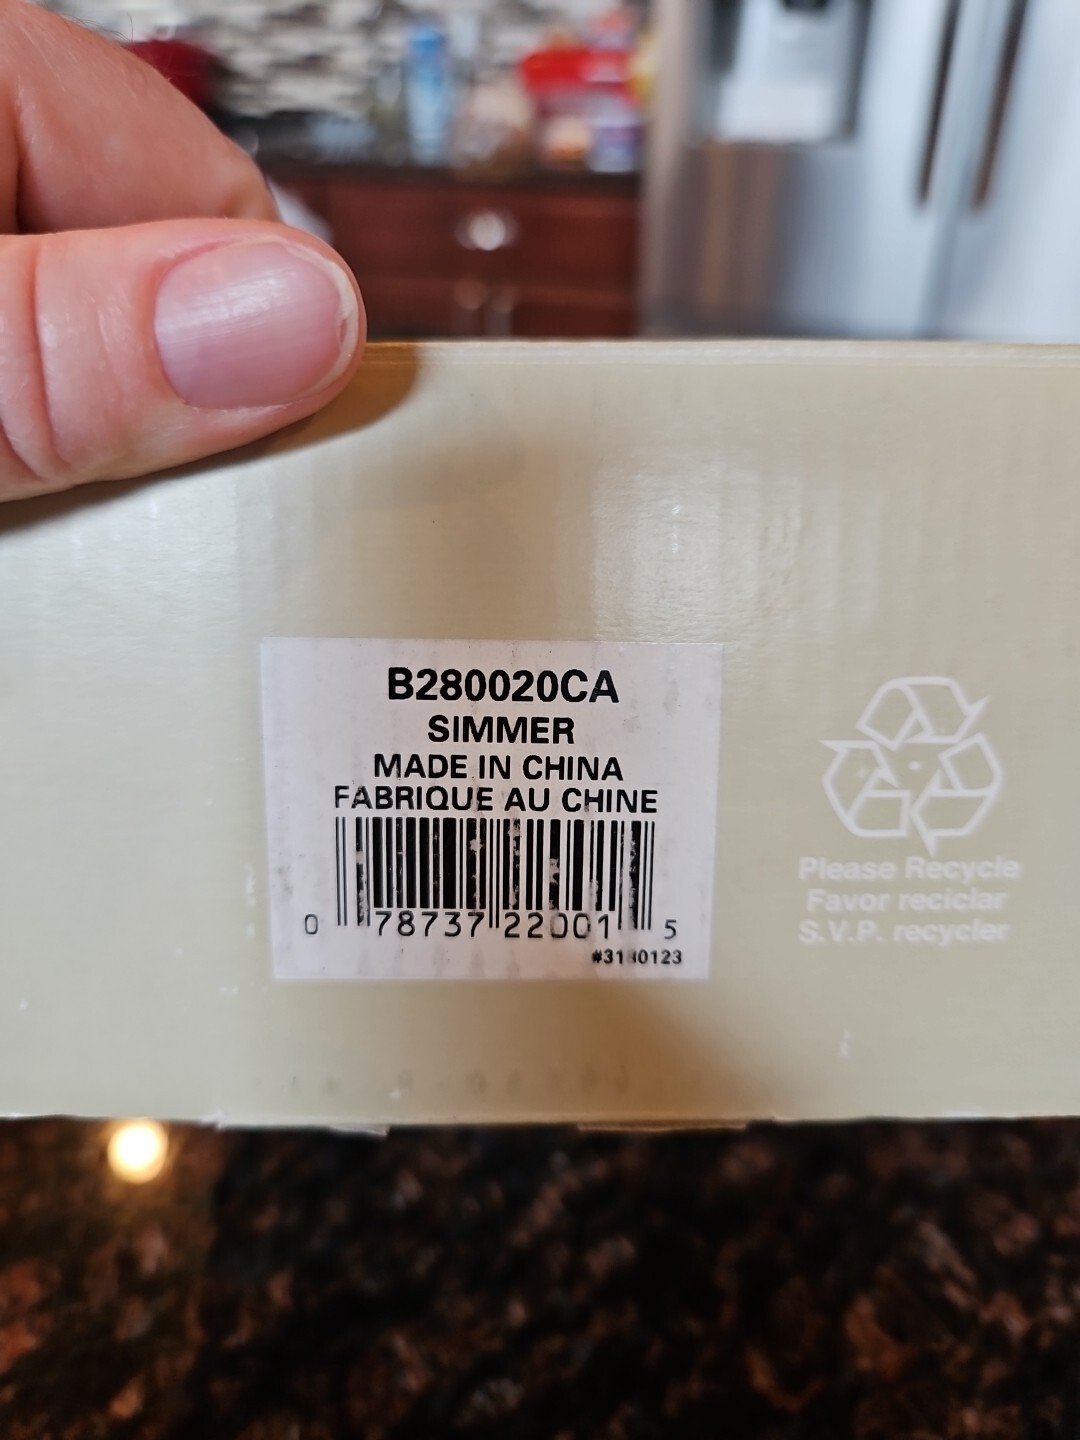 B280020CA
SIMMER
MADE IN CHINA
FABRIQUE AU CHINE
0 78737 22001 5
Please Recycle
Favor reciclar
S.V.P. recycler